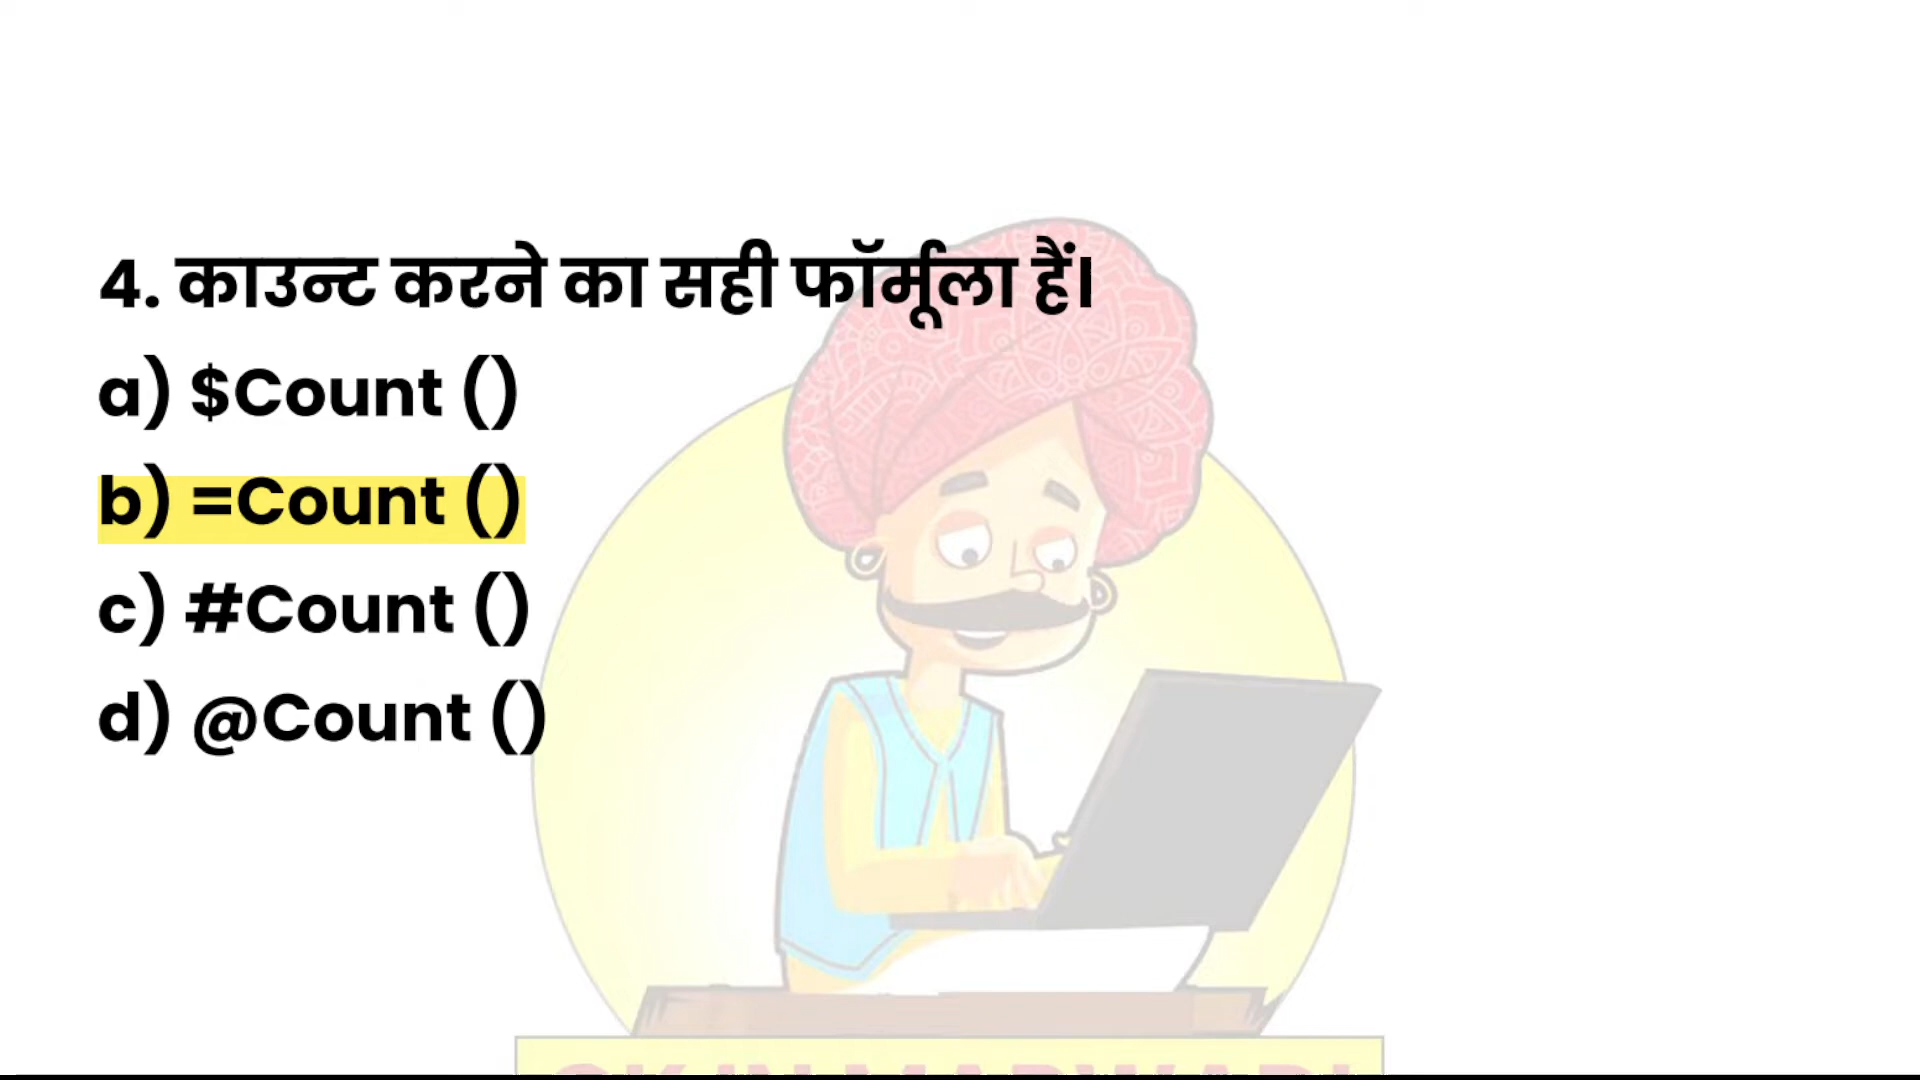 4. काउन्ट करने का सही फॉर्मूला हैं।
a) $Count ()
b) =Count ()
c) #Count ()
d) @Count ()